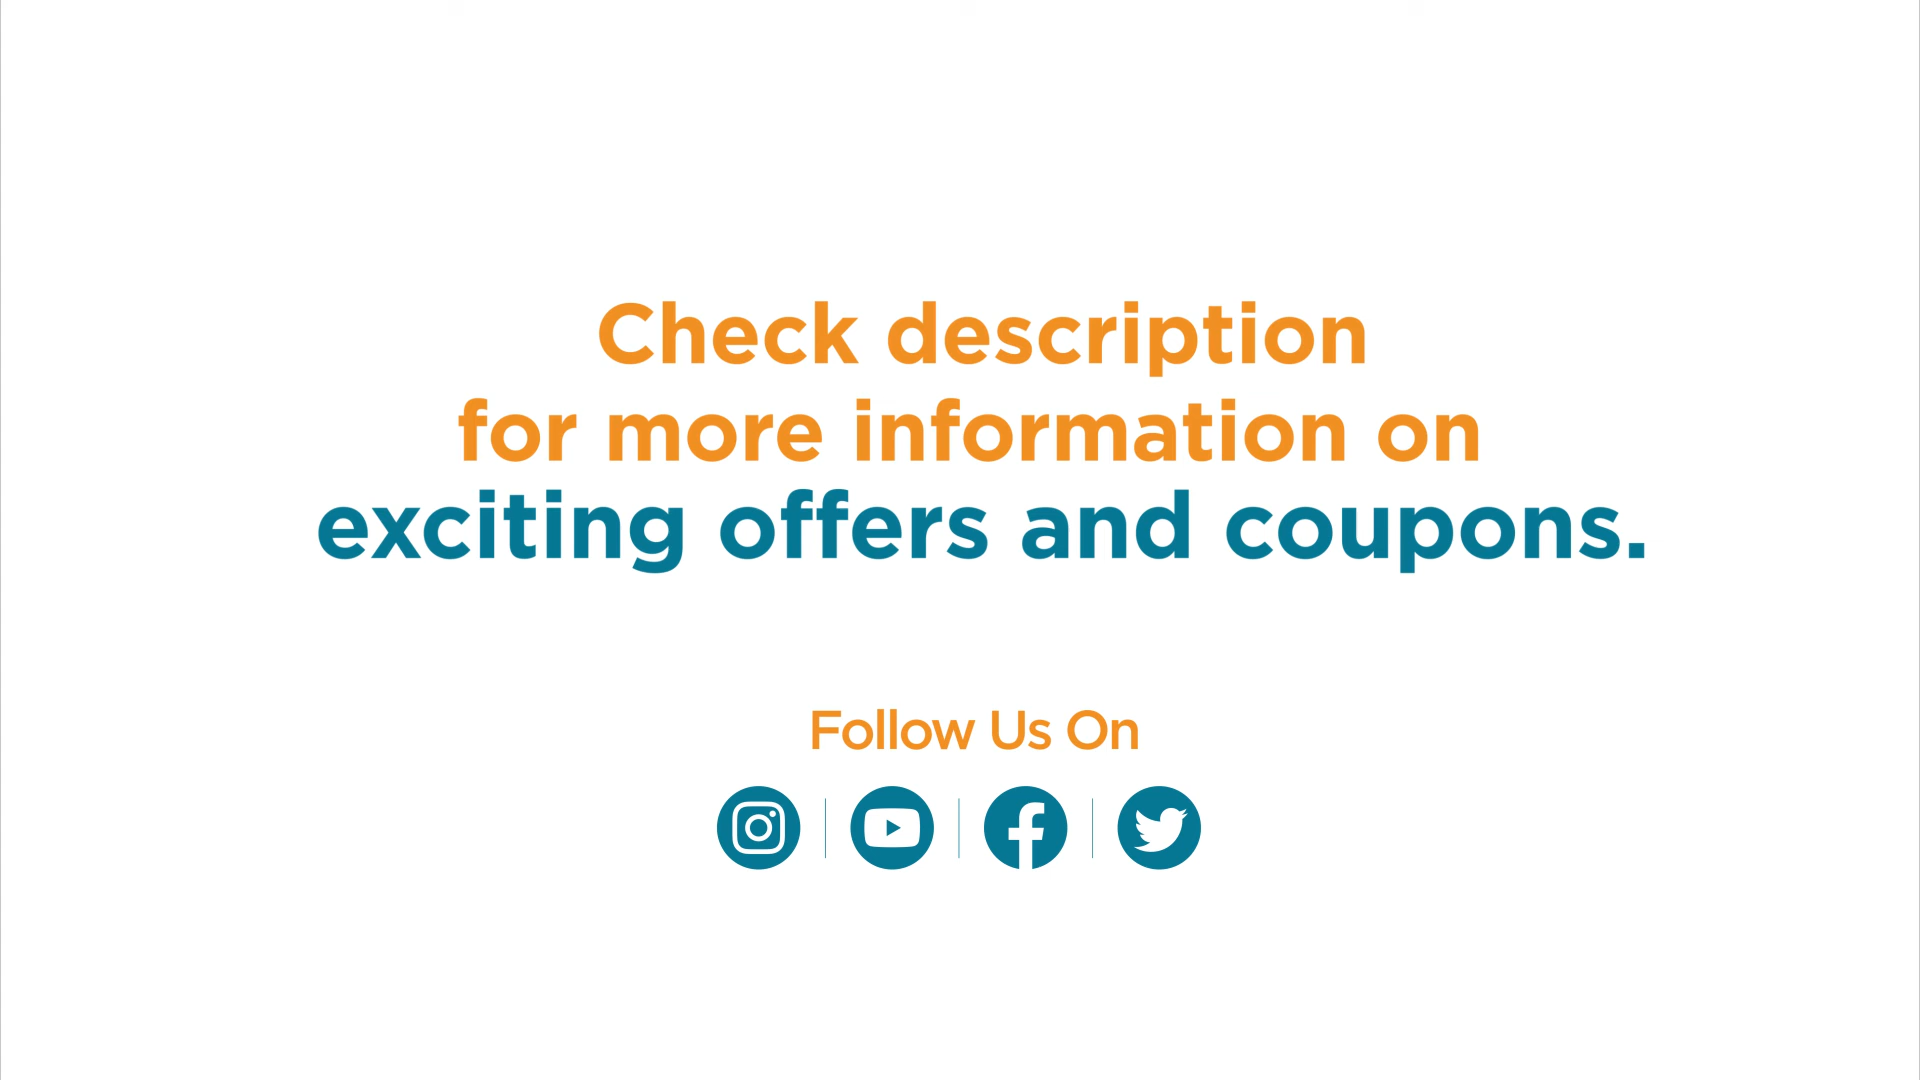 Check description
for more information on
exciting offers and coupons.
Follow Us On